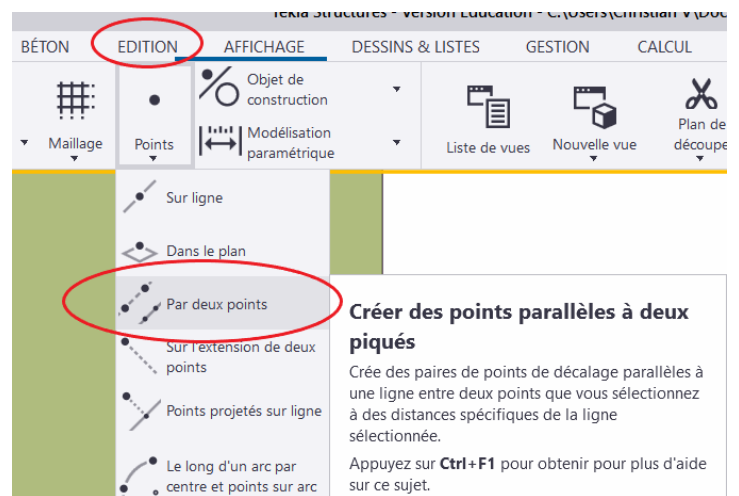 Tekla Structures - Version Education - C:\Users\Christian V\Doc
BÉTON EDITION AFFICHAGE DESSINS & LISTES GESTION CALCUL
Maillage
Points
Objet de
construction
Modélisation
paramétrique
Liste de vues
Nouvelle vue
Plan de
découpe
Sur ligne
Dans le plan
Par deux points
Sur l'extension de deux
points
Points projetés sur ligne
Le long d'un arc par
centre et points sur arc
Créer des points parallèles à deux
piqués
Crée des paires de points de décalage parallèles à
une ligne entre deux points que vous sélectionnez
à des distances spécifiques de la ligne
sélectionnée.
Appuyez sur Ctrl+F1 pour obtenir pour plus d'aide
sur ce sujet.